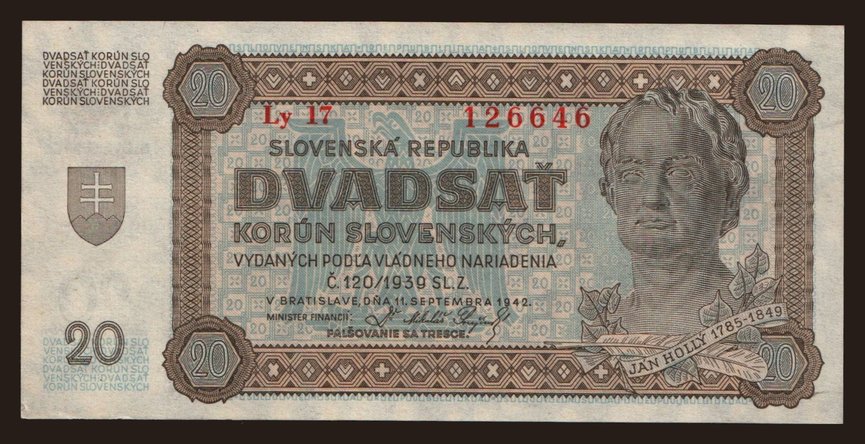 DVADSAŤ KORÚN SLO
VENSKÝCH DVADSAŤ
KORÚN SLOVENSKÝCH
DVADSAŤ KORÚN SLO
VENSKÝCH DVADSAŤ
KORÚN SLOVENSKÝCH
20
20
Ly 17 126646
SLOVENSKÁ REPUBLIKA
DVADSAŤ
KORÚN SLOVENSKÝCH,
VYDANÝCH PODĽA VLÁDNEHO NARIADENIA
Č. 120/1939 SL. Z.
V BRATISLAVE, DŇA 11. SEPTEMBRA 1942.
MINISTER FINANCIÍ:
FALŠOVANIE SA TRESCE.
JÁN HOLLÝ 1785-1849
20
20
20